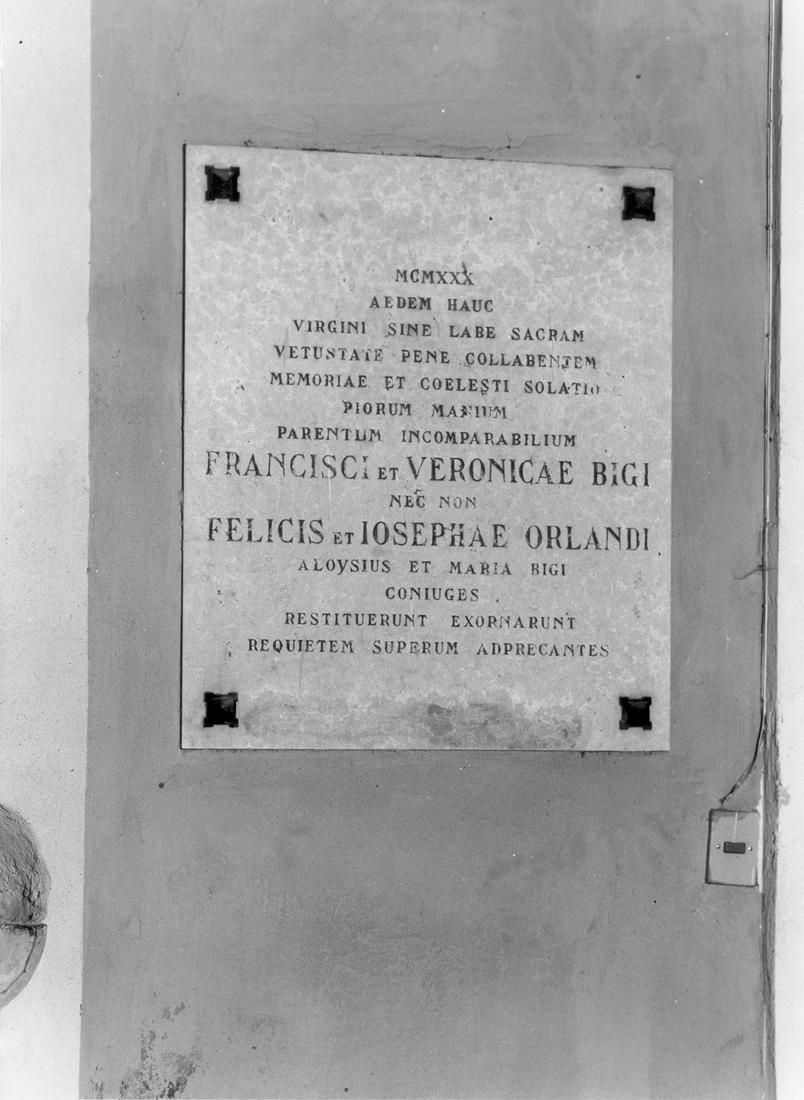 MCMXXX
AEDEM HAUC
VIRGINI SINE LABE SACRAM
VETUSTATE PENE COLLABENTEM
MEMORIAE ET COELESTI SOLATIO
PIORUM MANIUM
PARENTUM INCOMPARABILIUM
FRANCISCI ET VERONICAE BIGI
NEC NON
FELICIS ET IOSEPHAE ORLANDI
ALOYSIUS ET MARIA BIGI
CONIUGES
RESTITUERUNT EXORNARUNT
REQUIETEM SUPERUM ADPRECANTES